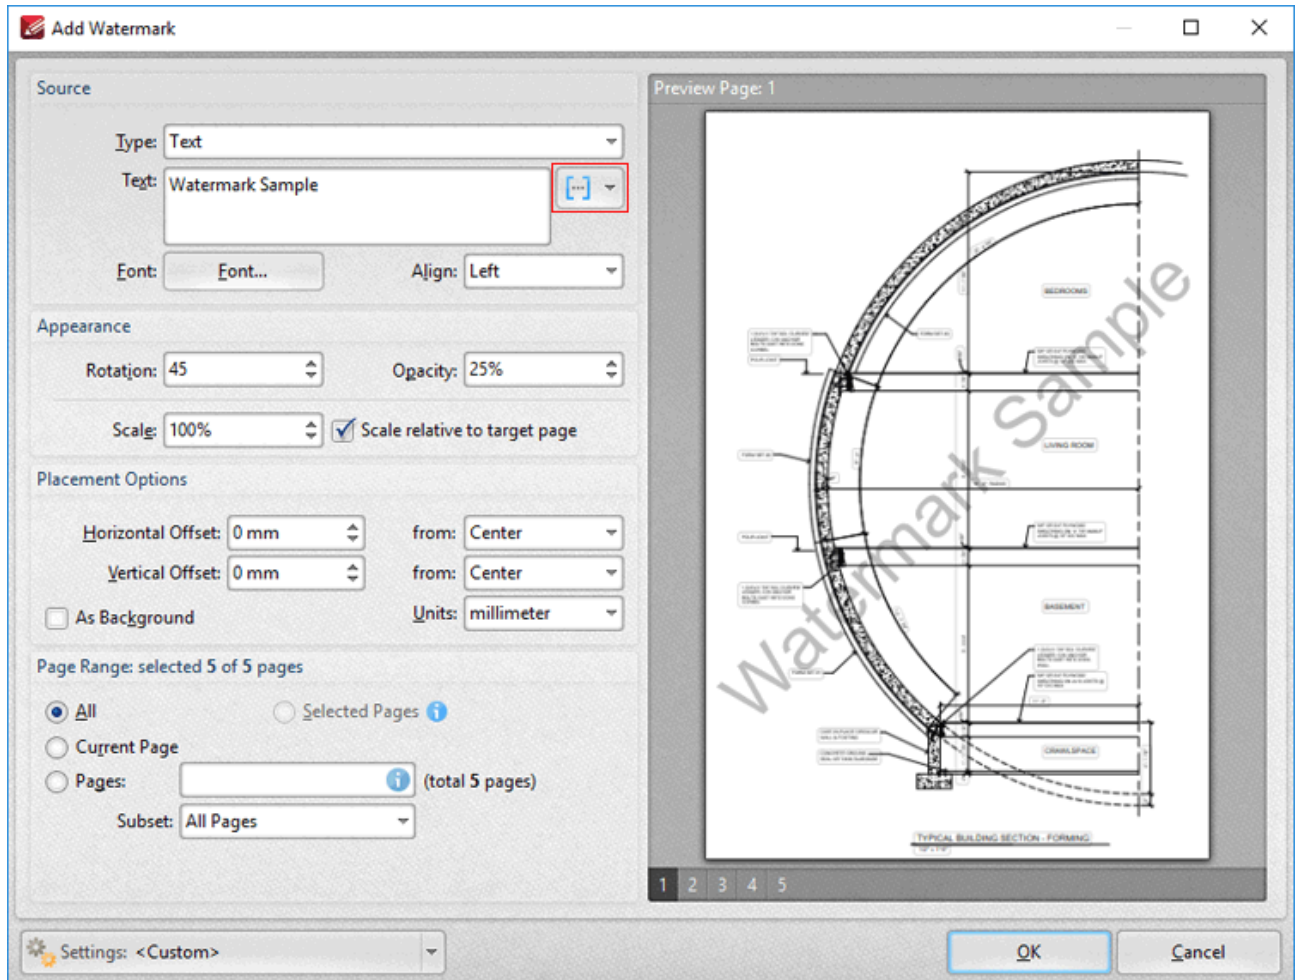 Add Watermark
Source
Type: Text
Text: Watermark Sample
Font: Font...
Align: Left
Appearance
Rotation: 45
Opacity: 25%
Scale: 100%
Scale relative to target page
Placement Options
Horizontal Offset: 0 mm
from: Center
Vertical Offset: 0 mm
from: Center
As Background
Units: millimeter
Page Range: selected 5 of 5 pages
All
Selected Pages
Current Page
Pages:
(total 5 pages)
Subset: All Pages
Settings: <Custom>
Preview Page: 1
BEDROOMS
LIVING ROOM
BASEMENT
CRAWLSPACE
Watermark Sample
TYPICAL BUILDING SECTION - FORMING
1 2 3 4 5
OK
Cancel